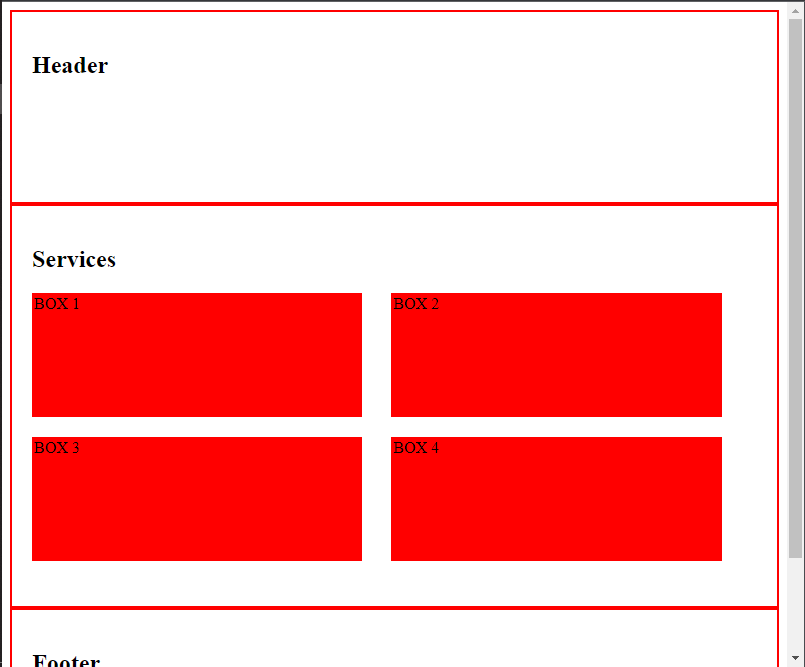 Header
Services
BOX 1
BOX 2
BOX 3
BOX 4
Footer